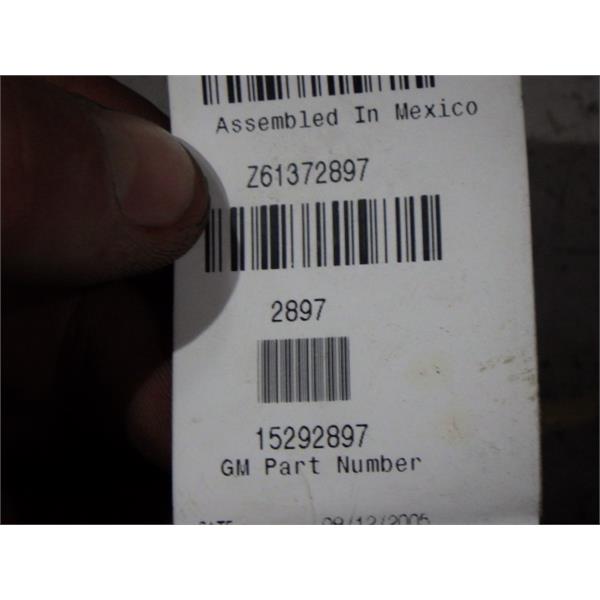 Assembled In Mexico
Z61372897
2897
15292897
GM Part Number